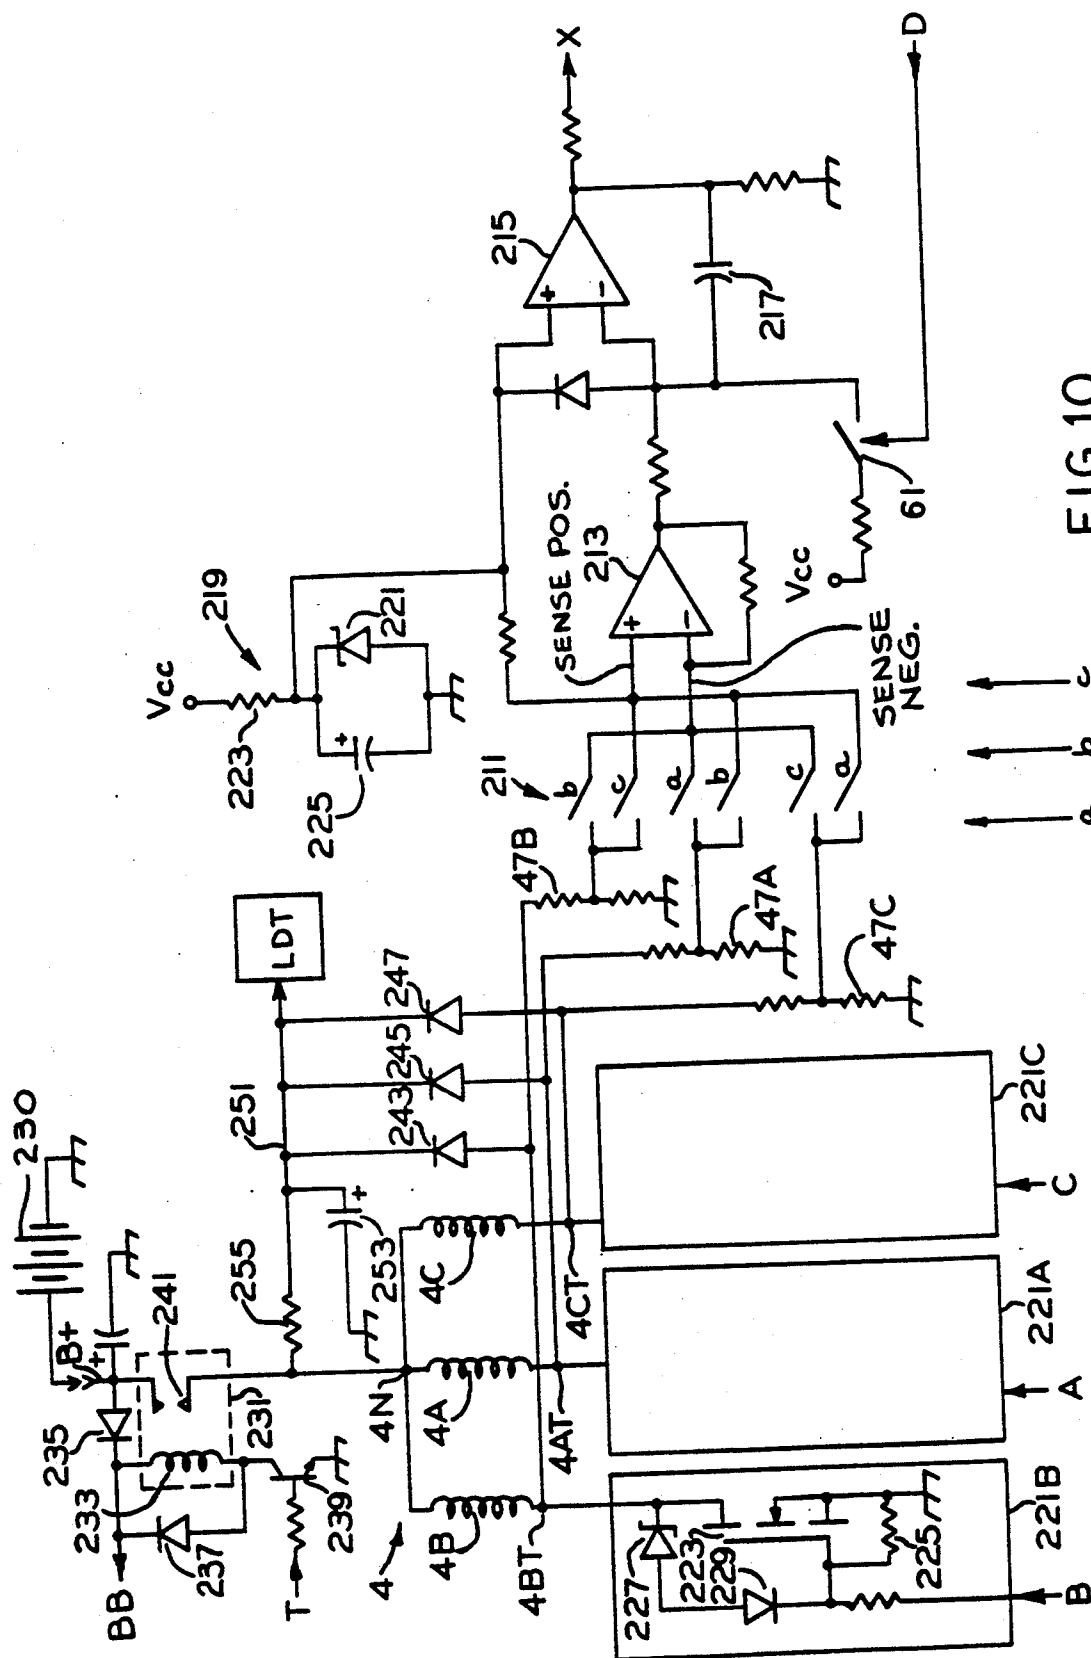 X
D
215
+
−
217
Vcc
219
223
221
+
225
SENSE POS.
213
+
−
SENSE NEG.
Vcc
61
211
b
c
a
b
c
a
a
b
c
47B
47A
47C
LDT
251
247
245
243
230
B+
+
241
235
233
231
237
BB
T
239
255
253
+
4
4N
4B
4A
4C
4BT
4AT
4CT
227
223
229
225
221B
221A
221C
B
A
C
FIG 10